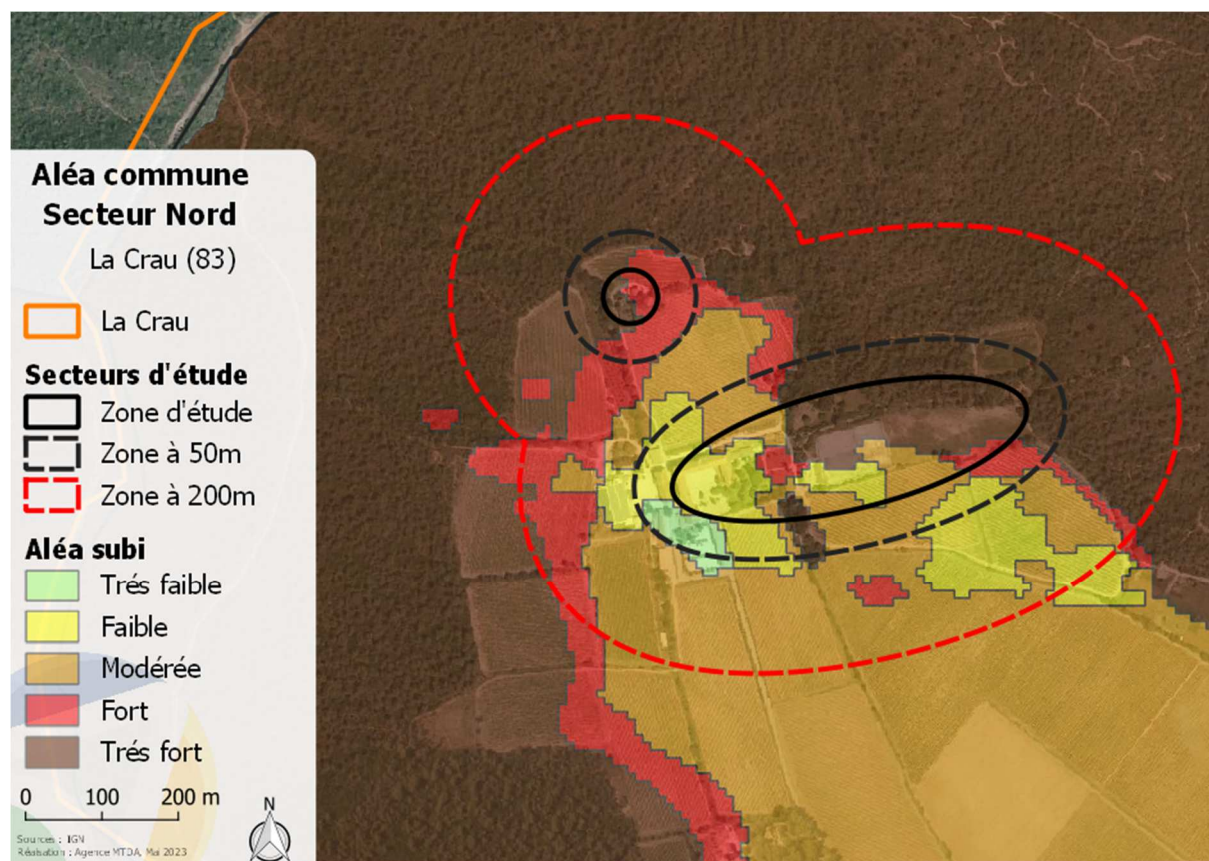 Aléa commune
Secteur Nord
La Crau (83)
La Crau
Secteurs d'étude
Zone d'étude
Zone à 50m
Zone à 200m
Aléa subi
Trés faible
Faible
Modérée
Fort
Trés fort
0 100 200 m
N
Sources : IGN
Réalisation : Agence MTDA, Mai 2023